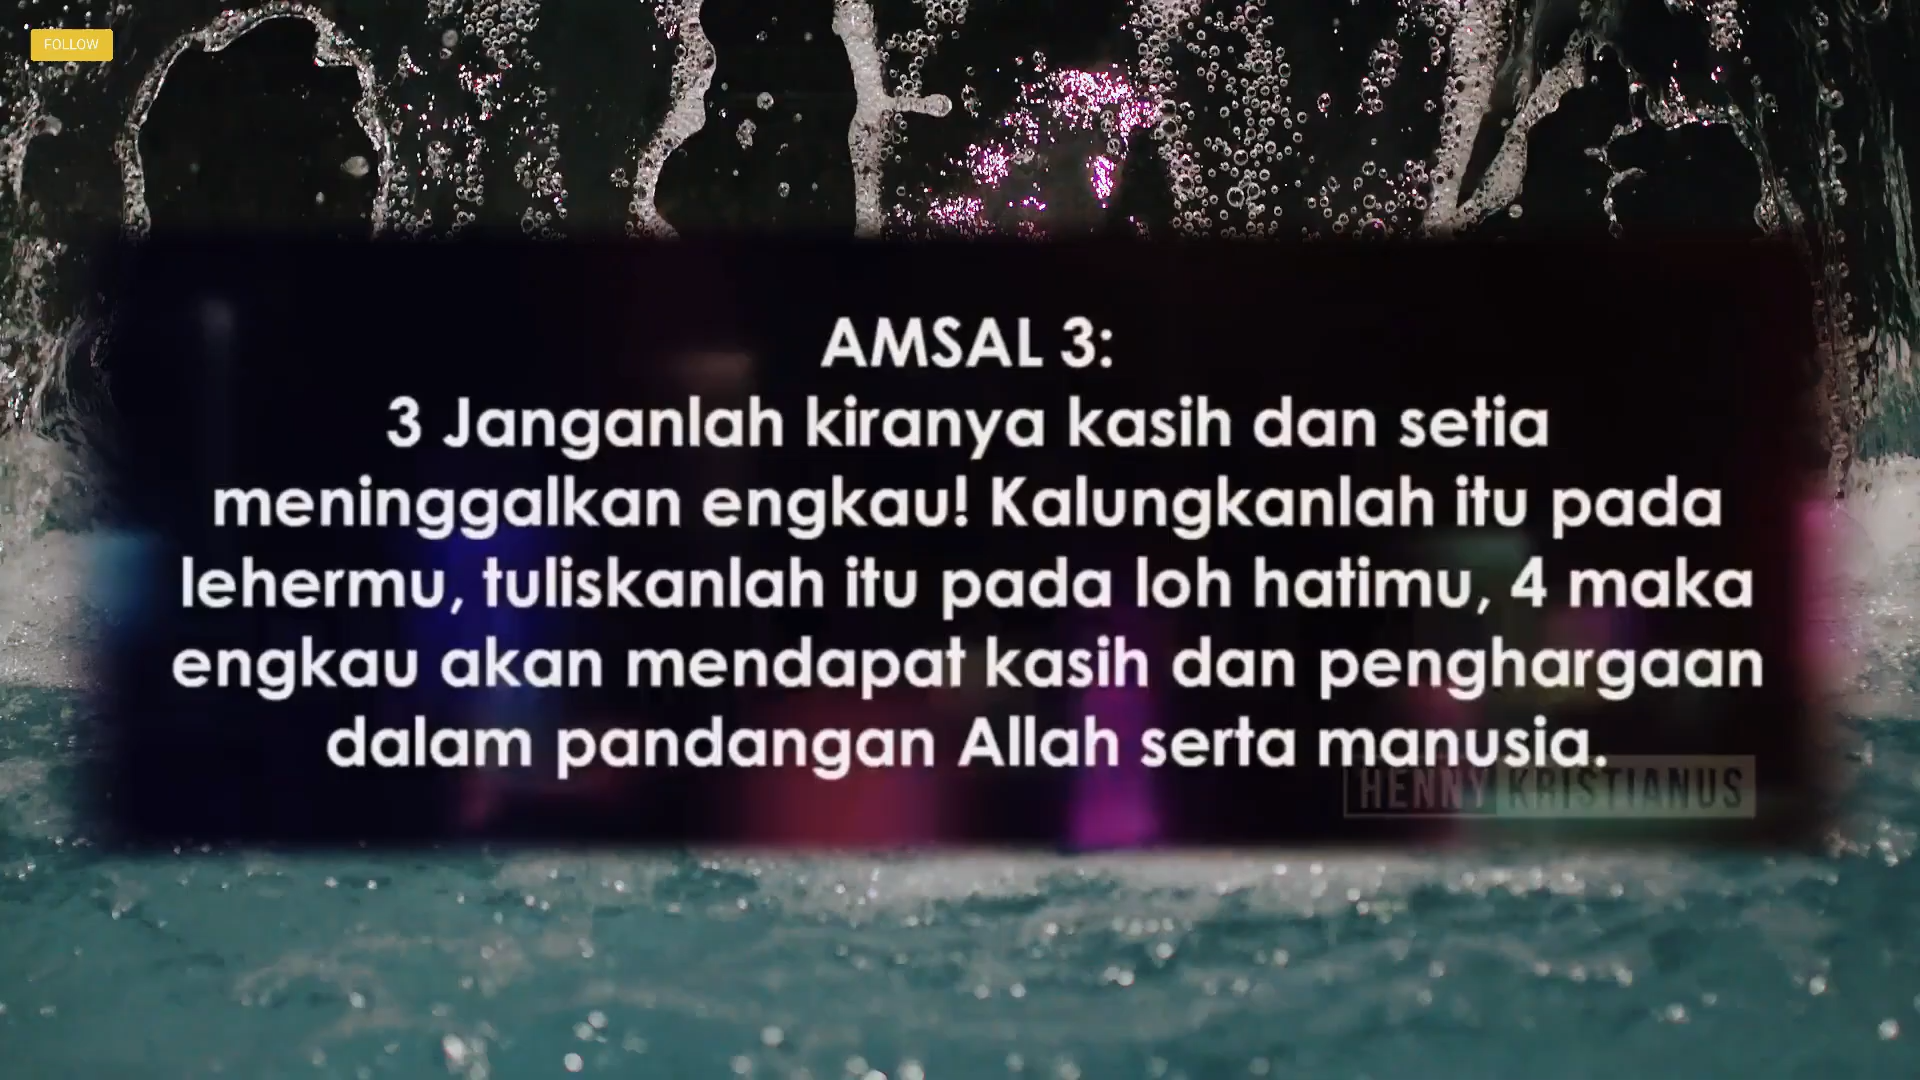 FOLLOW
AMSAL 3:
3 Janganlah kiranya kasih dan setia
meninggalkan engkau! Kalungkanlah itu pada
lehermu, tuliskanlah itu pada loh hatimu, 4 maka
engkau akan mendapat kasih dan penghargaan
dalam pandangan Allah serta manusia.
HENNY KRISTIANUS